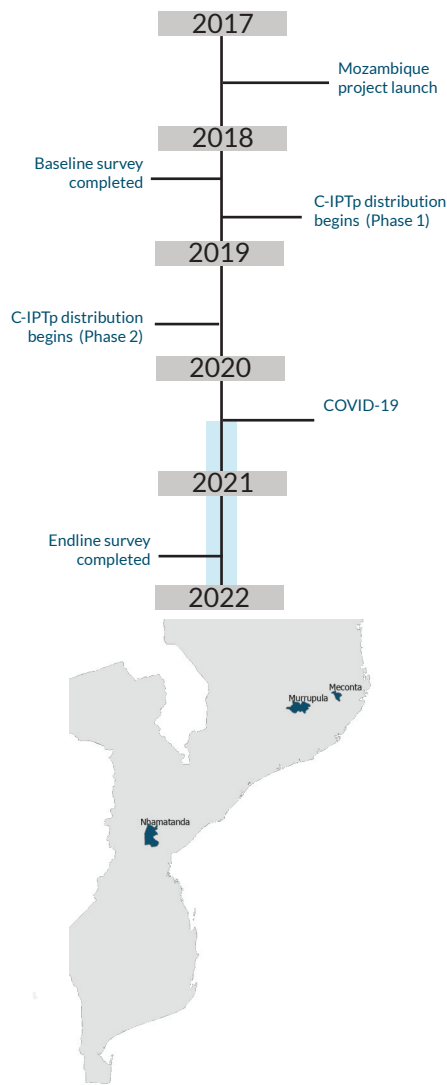 2017
Mozambique
project launch
2018
Baseline survey
completed
C-IPTp distribution
begins (Phase 1)
2019
C-IPTp distribution
begins (Phase 2)
2020
COVID-19
2021
Endline survey
completed
2022
Meconta
Murrupula
Nhamatanda